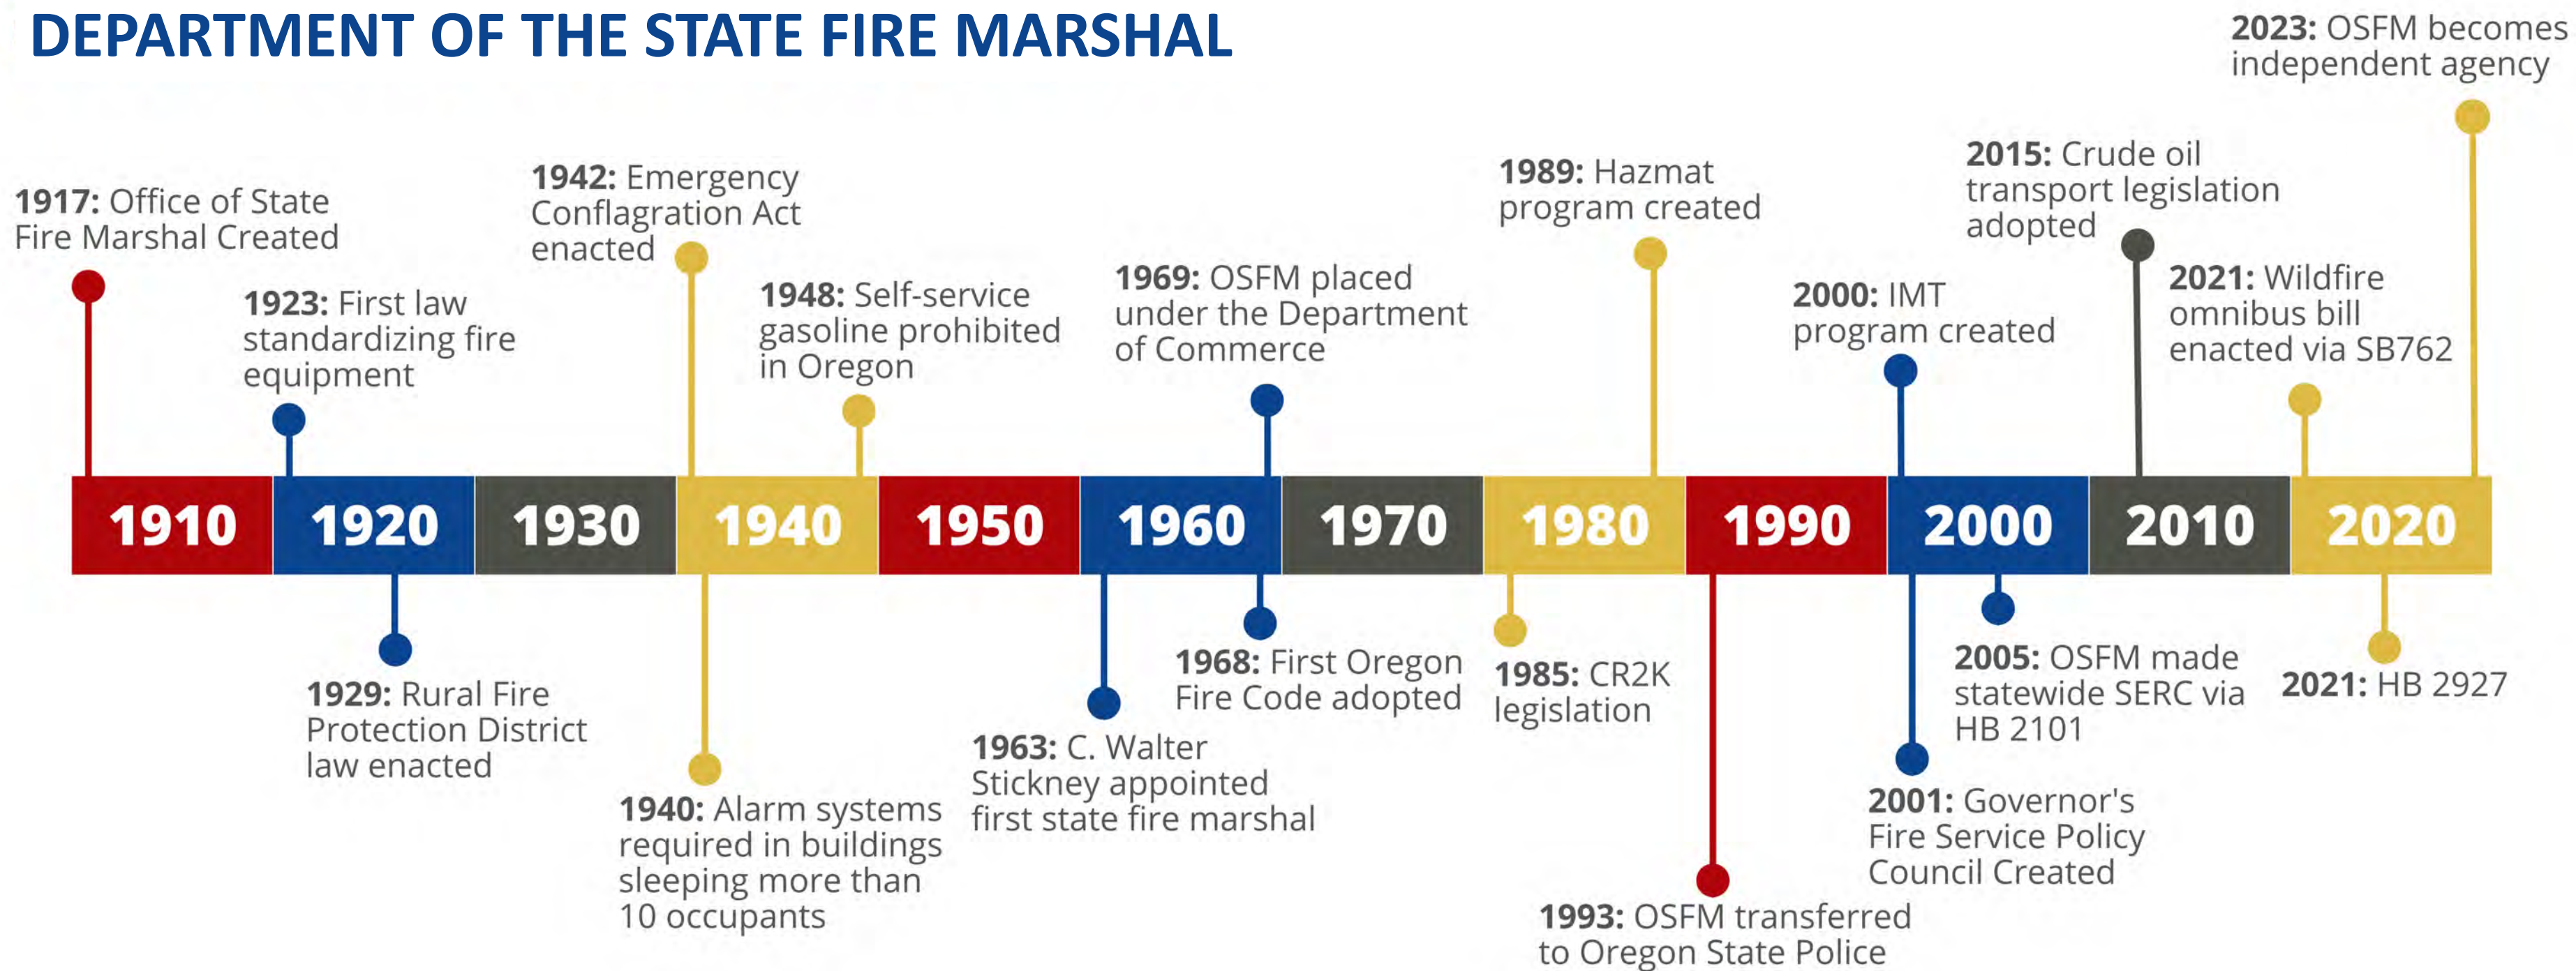 DEPARTMENT OF THE STATE FIRE MARSHAL
1917: Office of State
Fire Marshal Created
1923: First law
standardizing fire
equipment
1942: Emergency
Conflagration Act
enacted
1948: Self-service
gasoline prohibited
in Oregon
1969: OSFM placed
under the Department
of Commerce
1989: Hazmat
program created
2000: IMT
program created
2015: Crude oil
transport legislation
adopted
2021: Wildfire
omnibus bill
enacted via SB762
2023: OSFM becomes
independent agency
1910
1920
1930
1940
1950
1960
1970
1980
1990
2000
2010
2020
1929: Rural Fire
Protection District
law enacted
1940: Alarm systems
required in buildings
sleeping more than
10 occupants
1963: C. Walter
Stickney appointed
first state fire marshal
1968: First Oregon
Fire Code adopted
1985: CR2K
legislation
1993: OSFM transferred
to Oregon State Police
2001: Governor's
Fire Service Policy
Council Created
2005: OSFM made
statewide SERC via
HB 2101
2021: HB 2927